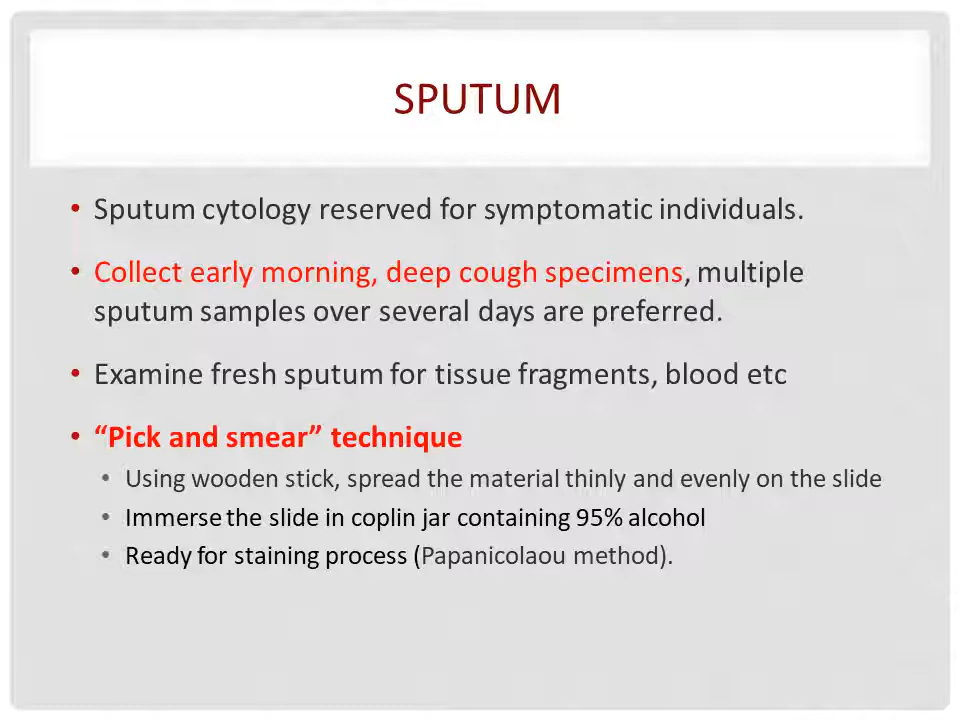 SPUTUM
• Sputum cytology reserved for symptomatic individuals.
• Collect early morning, deep cough specimens, multiple
sputum samples over several days are preferred.
• Examine fresh sputum for tissue fragments, blood etc
• “Pick and smear” technique
• Using wooden stick, spread the material thinly and evenly on the slide
• Immerse the slide in coplin jar containing 95% alcohol
• Ready for staining process (Papanicolaou method).